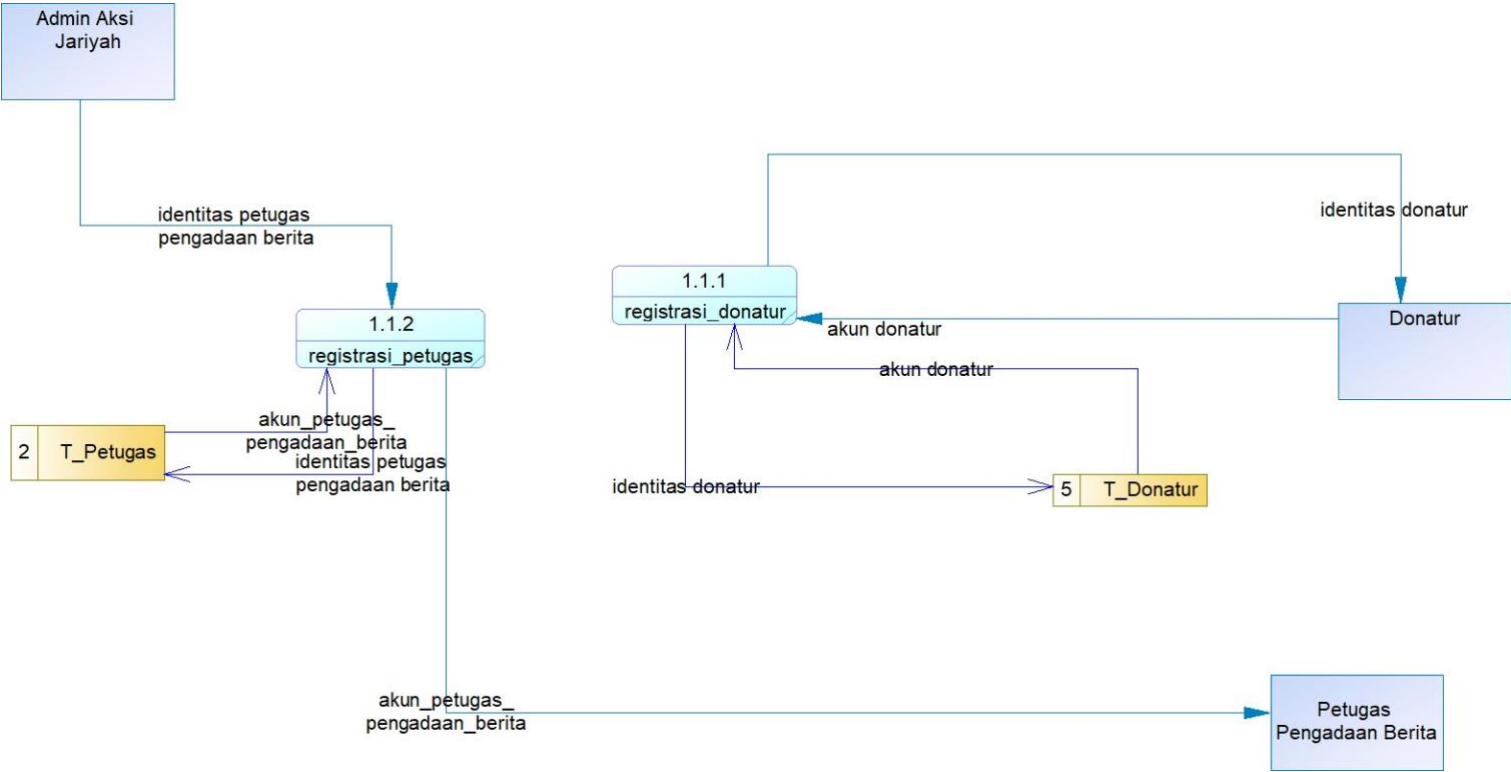 Admin Aksi
Jariyah
identitas petugas
pengadaan berita
identitas donatur
1.1.1
registrasi_donatur
1.1.2
registrasi_petugas
akun donatur
Donatur
akun donatur
akun_petugas_
pengadaan_berita
2 T_Petugas
identitas petugas
pengadaan berita
identitas donatur
5 T_Donatur
akun_petugas_
pengadaan_berita
Petugas
Pengadaan Berita